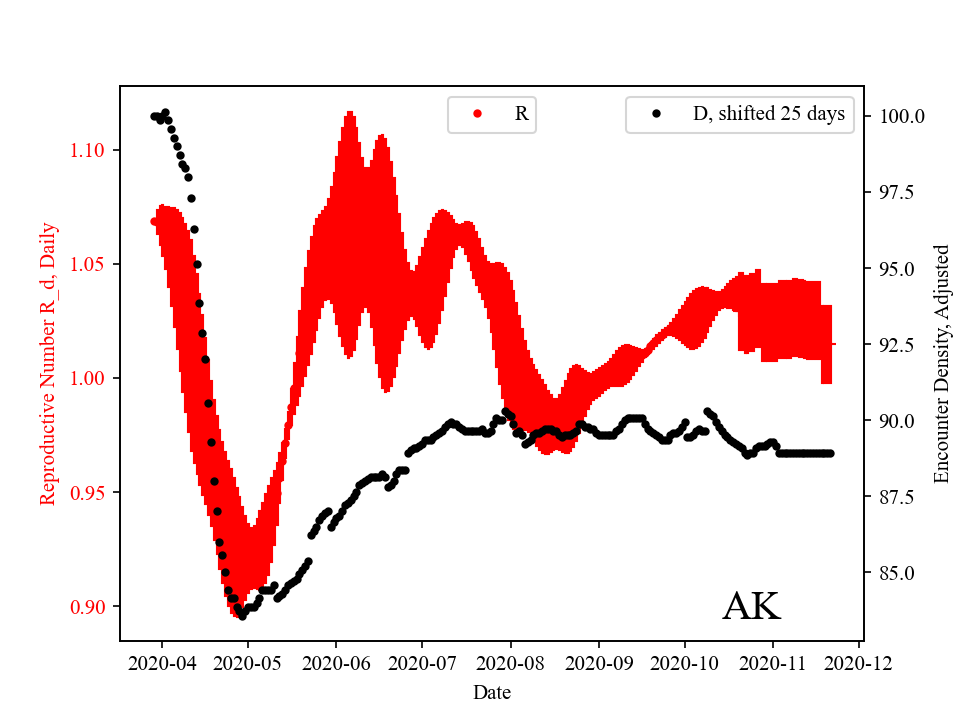 R
D, shifted 25 days
1.10
1.05
1.00
0.95
0.90
Reproductive Number R_d, Daily
100.0
97.5
95.0
92.5
90.0
87.5
85.0
Encounter Density, Adjusted
AK
2020-04 2020-05 2020-06 2020-07 2020-08 2020-09 2020-10 2020-11 2020-12
Date